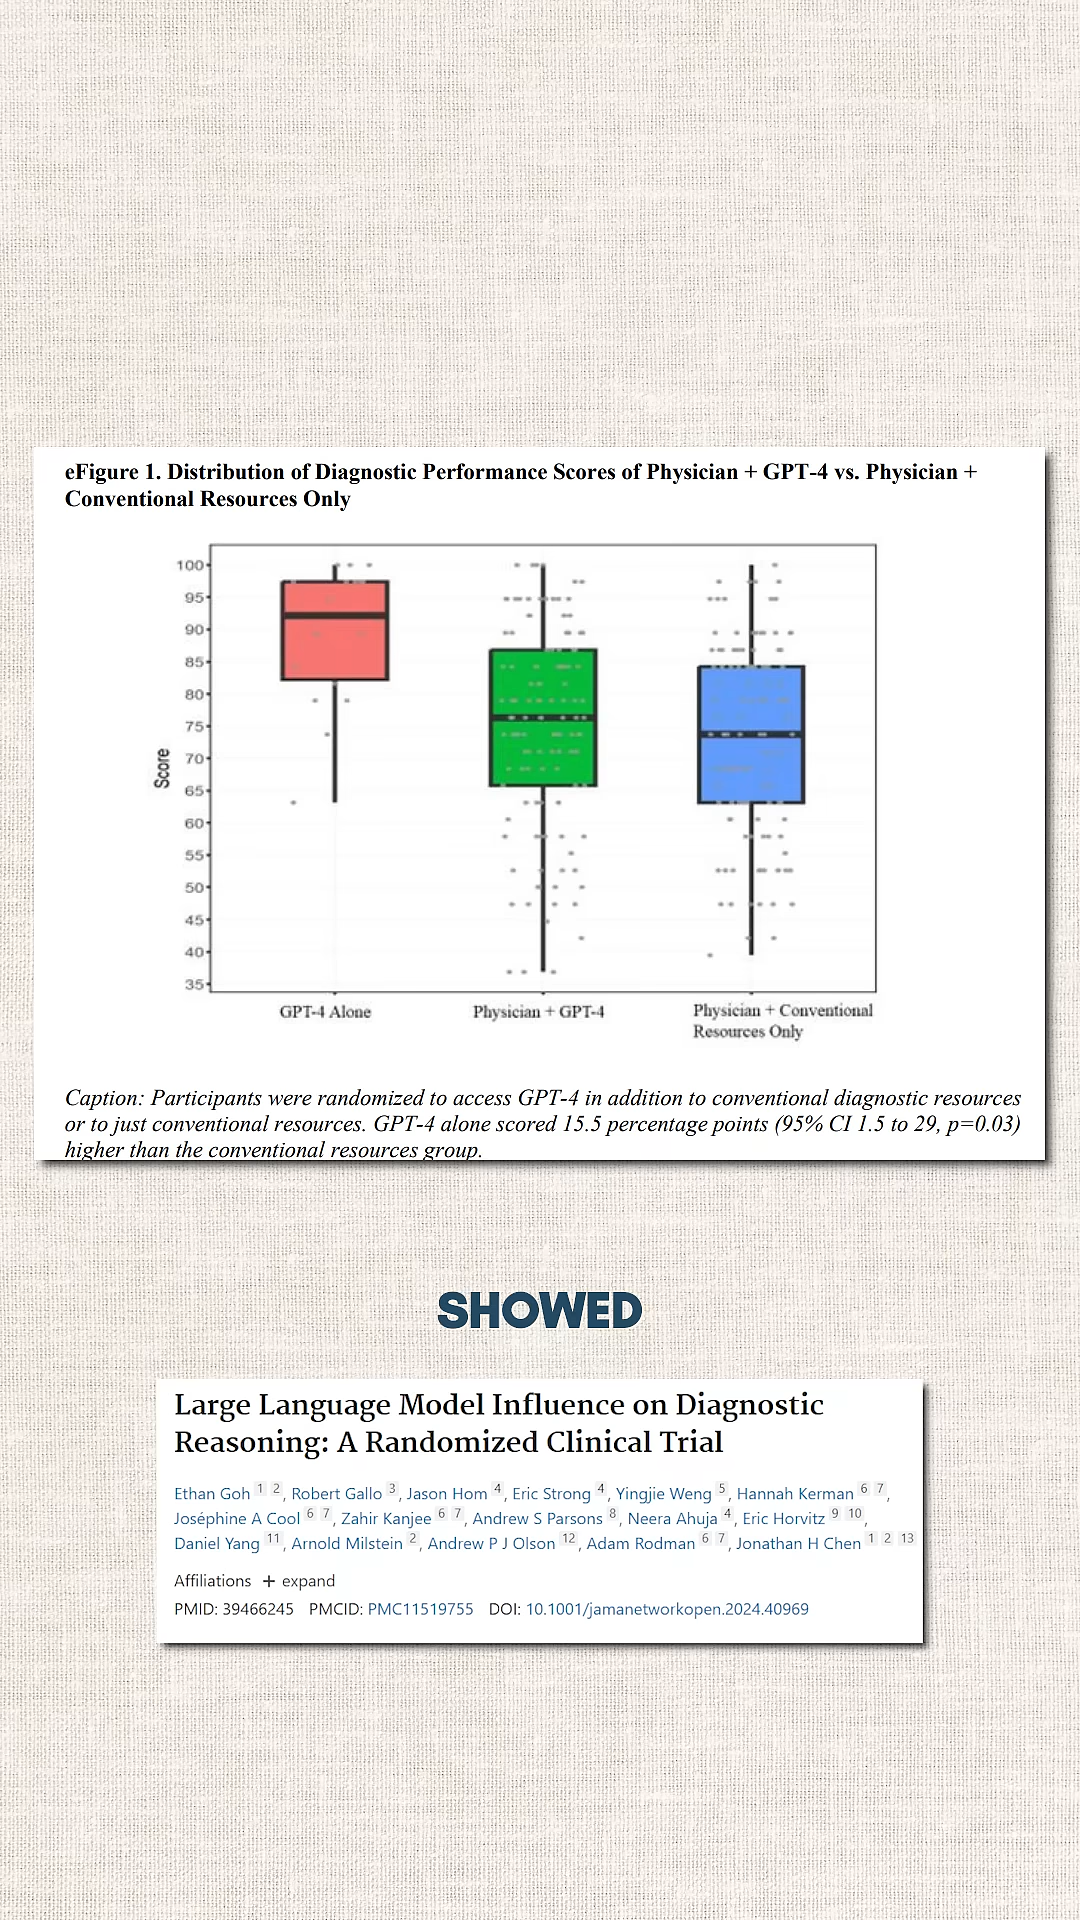 eFigure 1. Distribution of Diagnostic Performance Scores of Physician + GPT-4 vs. Physician +
Conventional Resources Only
100
95
90
85
80
75
70
65
60
55
50
45
40
35
Score
GPT-4 Alone
Physician + GPT-4
Physician + Conventional
Resources Only
Caption: Participants were randomized to access GPT-4 in addition to conventional diagnostic resources
or to just conventional resources. GPT-4 alone scored 15.5 percentage points (95% CI 1.5 to 29, p=0.03)
higher than the conventional resources group.
SHOWED
Large Language Model Influence on Diagnostic
Reasoning: A Randomized Clinical Trial
Ethan Goh 1 2, Robert Gallo 3, Jason Hom 4, Eric Strong 4, Yingjie Weng 5, Hannah Kerman 6 7,
Joséphine A Cool 6 7, Zahir Kanjee 6 7, Andrew S Parsons 8, Neera Ahuja 4, Eric Horvitz 9 10,
Daniel Yang 11, Arnold Milstein 2, Andrew P J Olson 12, Adam Rodman 6 7, Jonathan H Chen 1 2 13
Affiliations + expand
PMID: 39466245 PMCID: PMC11519755 DOI: 10.1001/jamanetworkopen.2024.40969